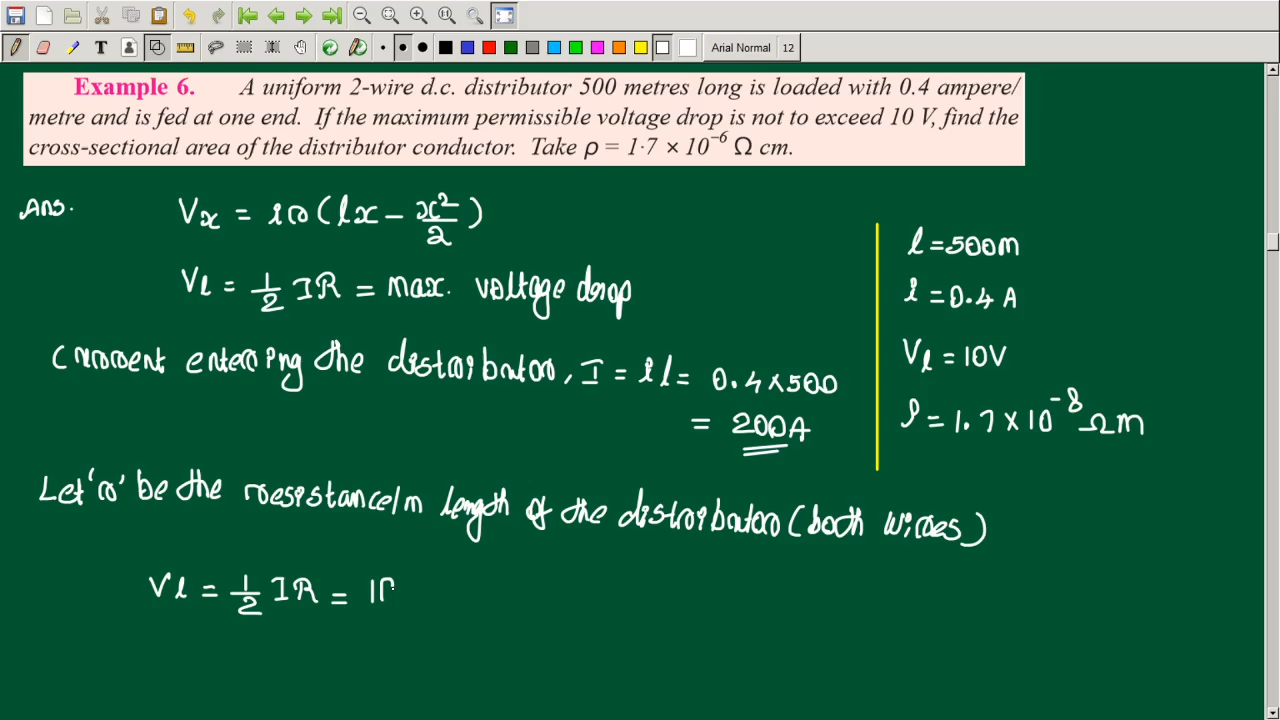 Arial Normal 12
Example 6. A uniform 2-wire d.c. distributor 500 metres long is loaded with 0.4 ampere/
metre and is fed at one end. If the maximum permissible voltage drop is not to exceed 10 V, find the
cross-sectional area of the distributor conductor. Take ρ = 1·7 × 10⁻⁶ Ω cm.
Ans. Vx = ir(lx - x²/2)
Vl = 1/2 IR = max. voltage drop
Current entering the distributor, I = il = 0.4×500
= 200A
Let 'r' be the resistance/m length of the distributor (both wires)
Vl = 1/2 IR = 10
l = 500m
i = 0.4 A
Vl = 10V
ρ = 1.7 × 10⁻⁸ Ωm